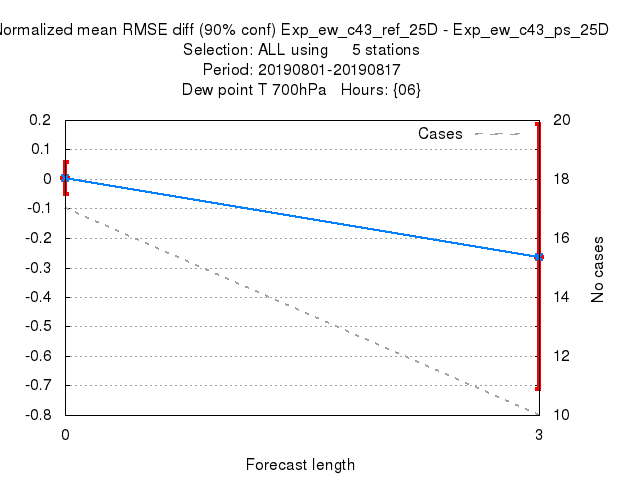 Normalized mean RMSE diff (90% conf) Exp_ew_c43_ref_25D - Exp_ew_c43_ps_25D
Selection: ALL using 5 stations
Period: 20190801-20190817
Dew point T 700hPa Hours: {06}
Cases
0.2
0.1
0
-0.1
-0.2
-0.3
-0.4
-0.5
-0.6
-0.7
-0.8
20
18
16
14
12
10
No cases
0 3
Forecast length